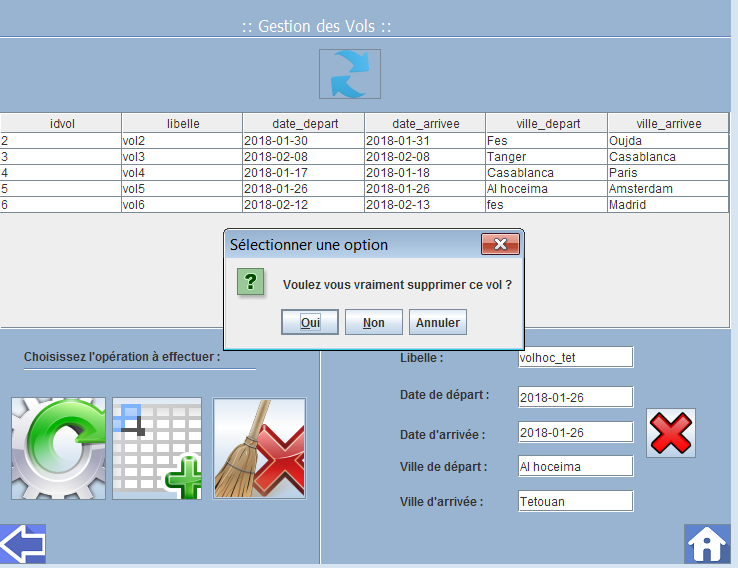 :: Gestion des Vols ::
idvol libelle date_depart date_arrivee ville_depart ville_arrivee
2 vol2 2018-01-30 2018-01-31 Fes Oujda
3 vol3 2018-02-08 2018-02-08 Tanger Casablanca
4 vol4 2018-01-17 2018-01-18 Casablanca Paris
5 vol5 2018-01-26 2018-01-26 Al hoceima Amsterdam
6 vol6 2018-02-12 2018-02-13 fes Madrid
Sélectionner une option
?
Voulez vous vraiment supprimer ce vol ?
Oui Non Annuler
Choisissez l'opération à effectuer :
Libelle : volhoc_tet
Date de départ : 2018-01-26
Date d'arrivée : 2018-01-26
Ville de départ : Al hoceima
Ville d'arrivée : Tetouan